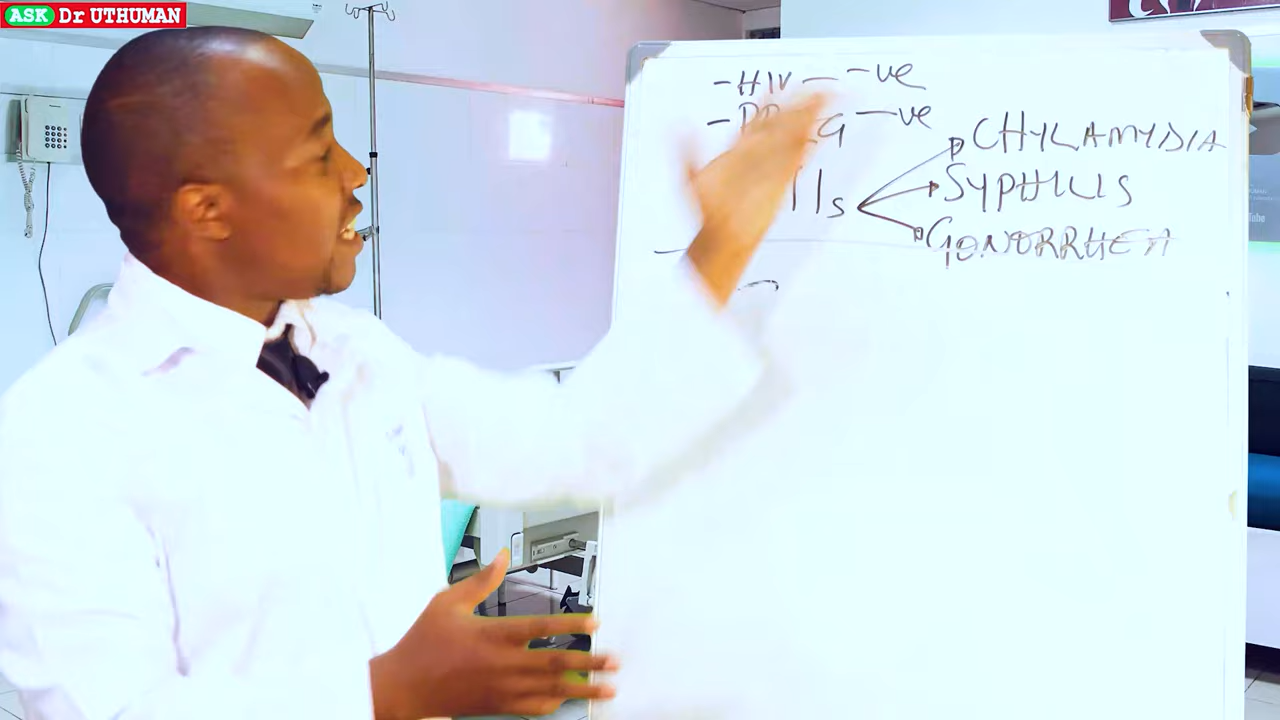 ASK Dr UTHUMAN
-HIV - -ve
- -ve
CHYLAMYDIA
SYPHILIS
GONORRHEA